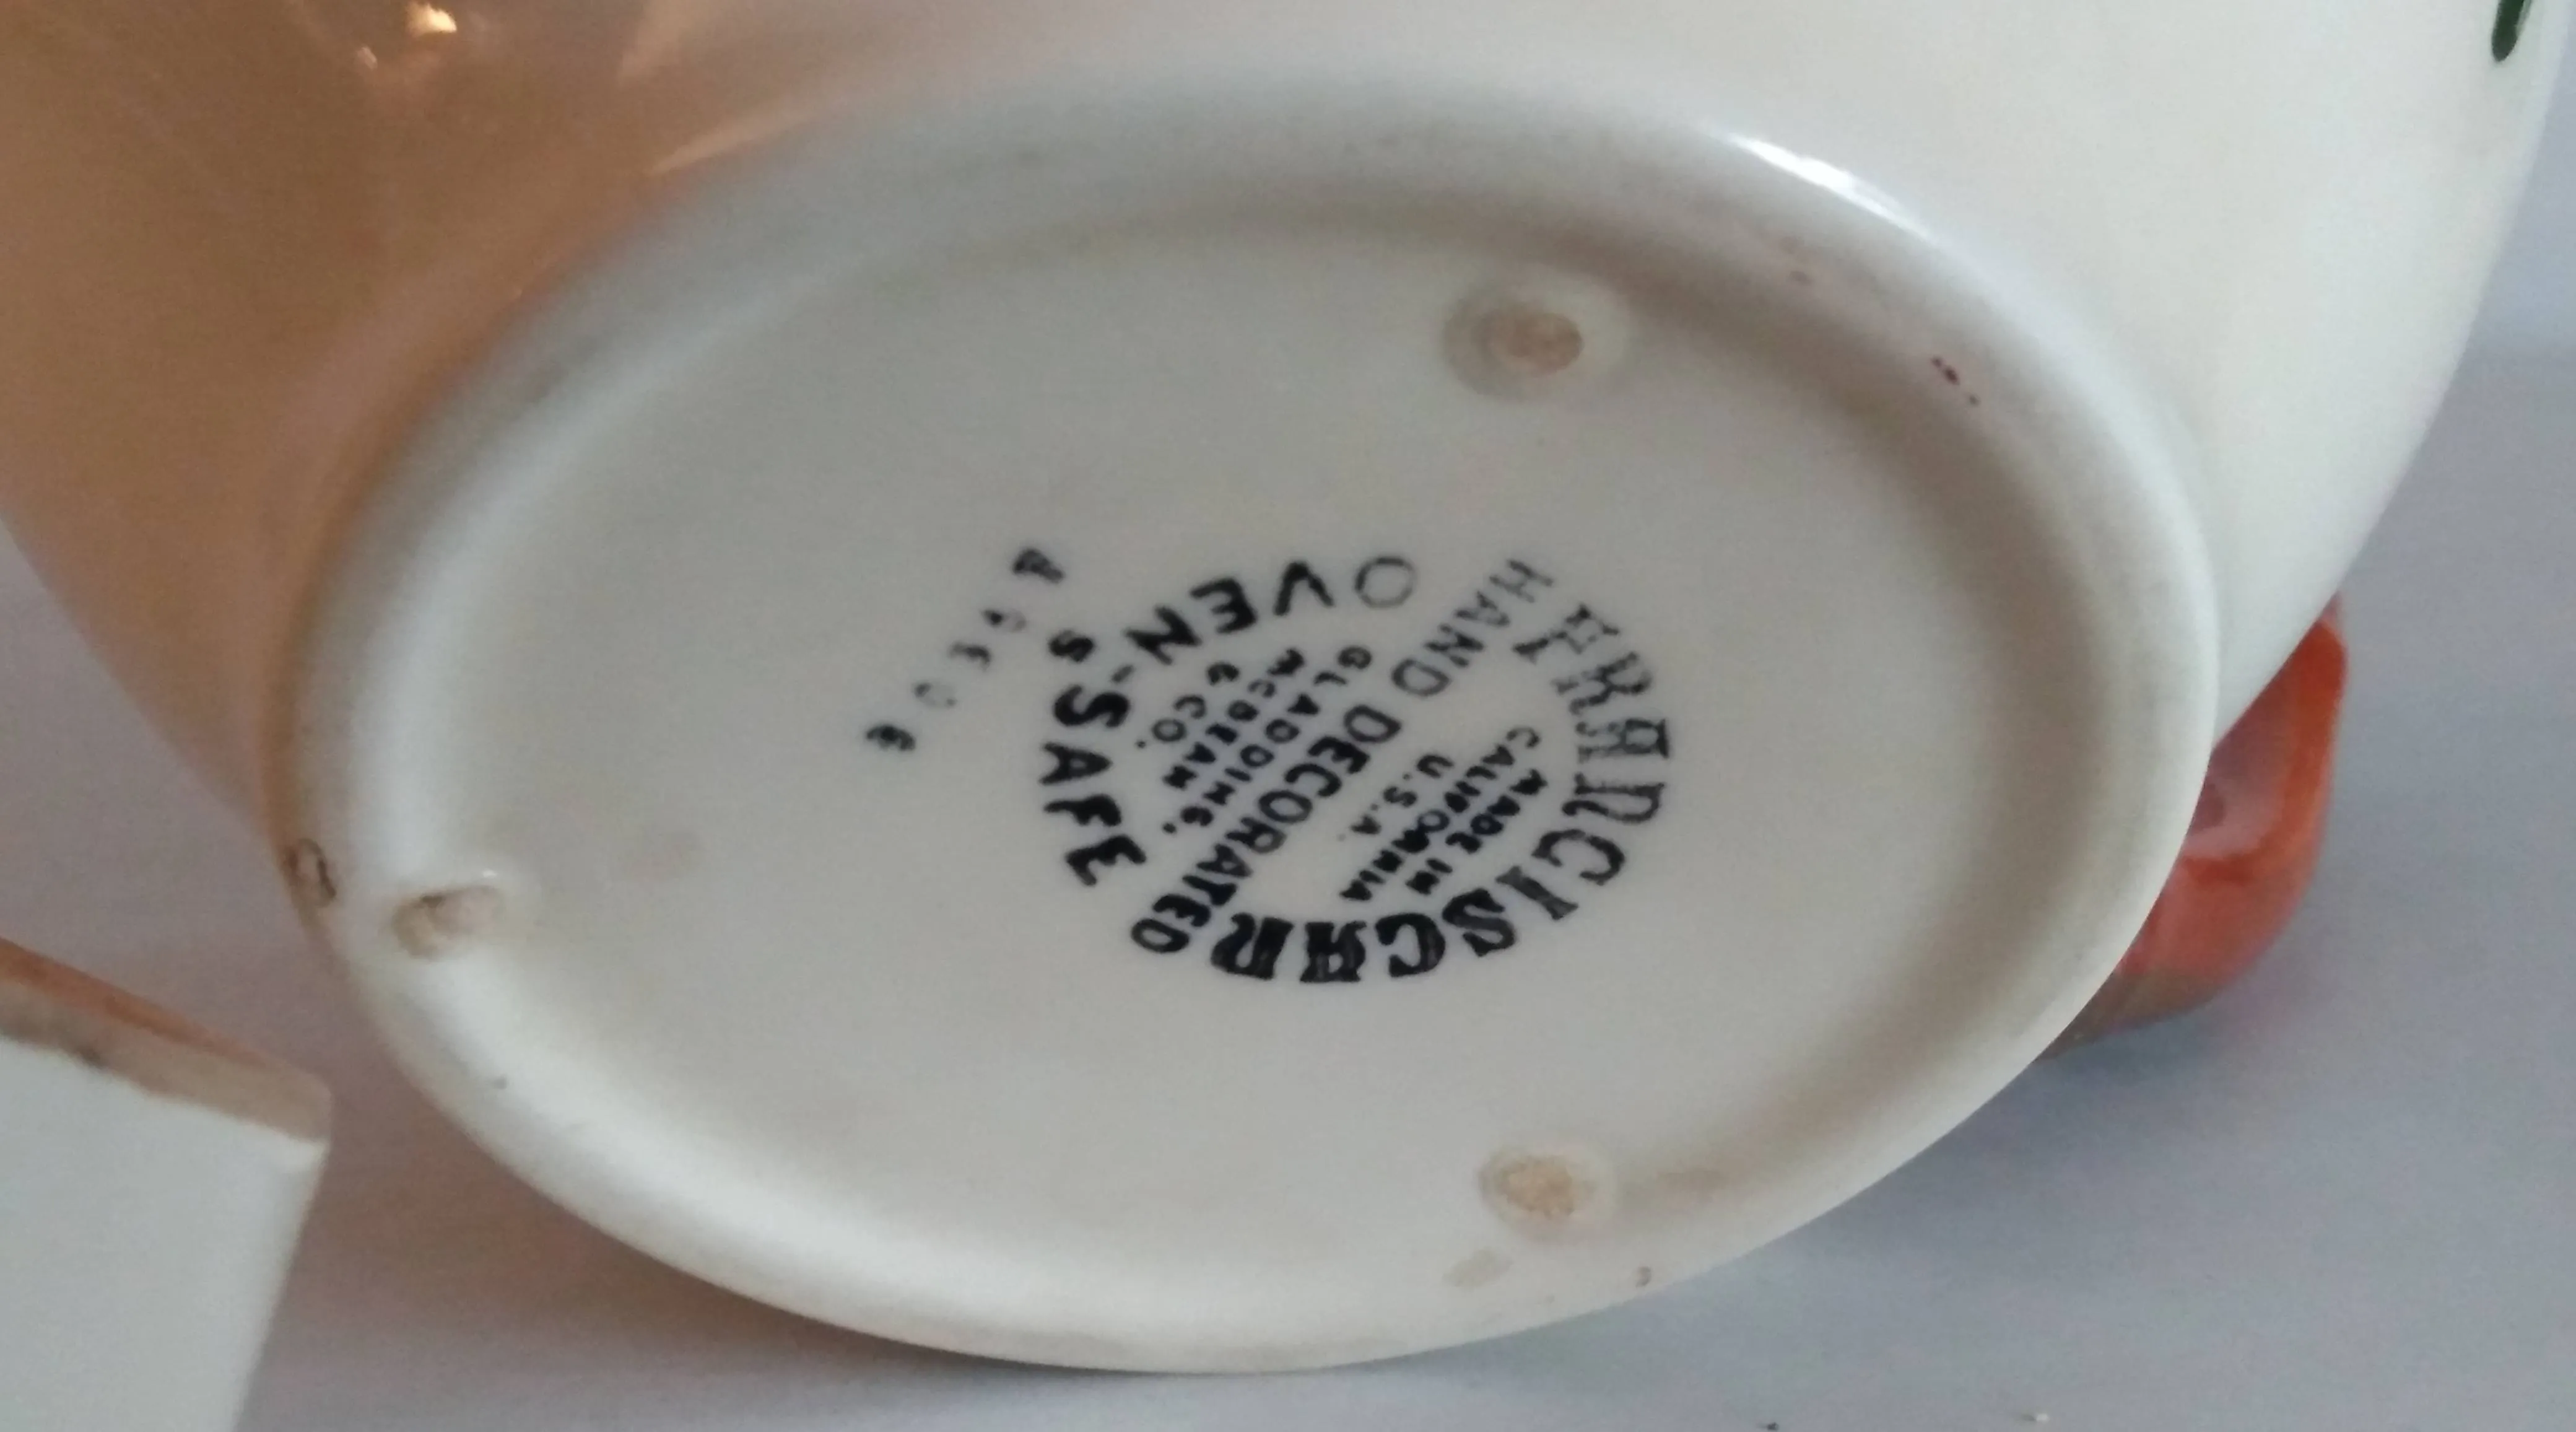 FRANCISCAN
MADE IN
CALIFORNIA
U.S.A.
HAND DECORATED
GLADDING,
McBEAN
& CO.
OVEN-SAFE